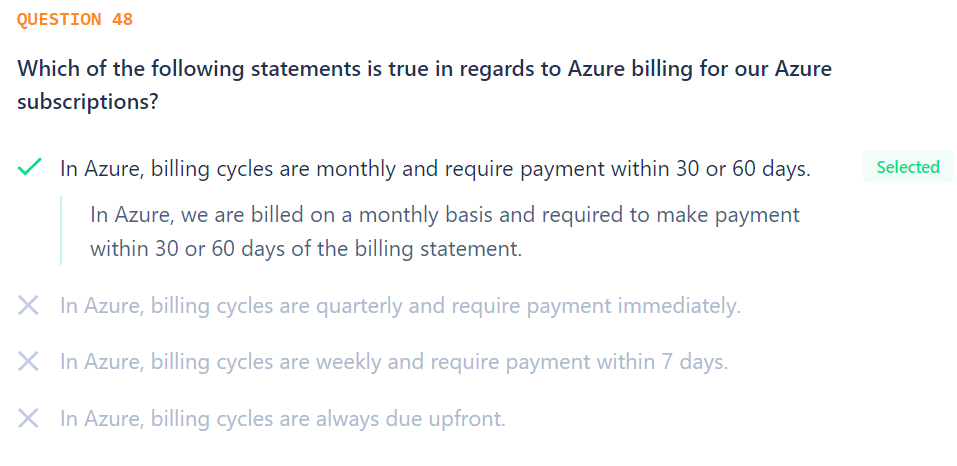 QUESTION 48
Which of the following statements is true in regards to Azure billing for our Azure
subscriptions?
In Azure, billing cycles are monthly and require payment within 30 or 60 days.
Selected
In Azure, we are billed on a monthly basis and required to make payment
within 30 or 60 days of the billing statement.
In Azure, billing cycles are quarterly and require payment immediately.
In Azure, billing cycles are weekly and require payment within 7 days.
In Azure, billing cycles are always due upfront.